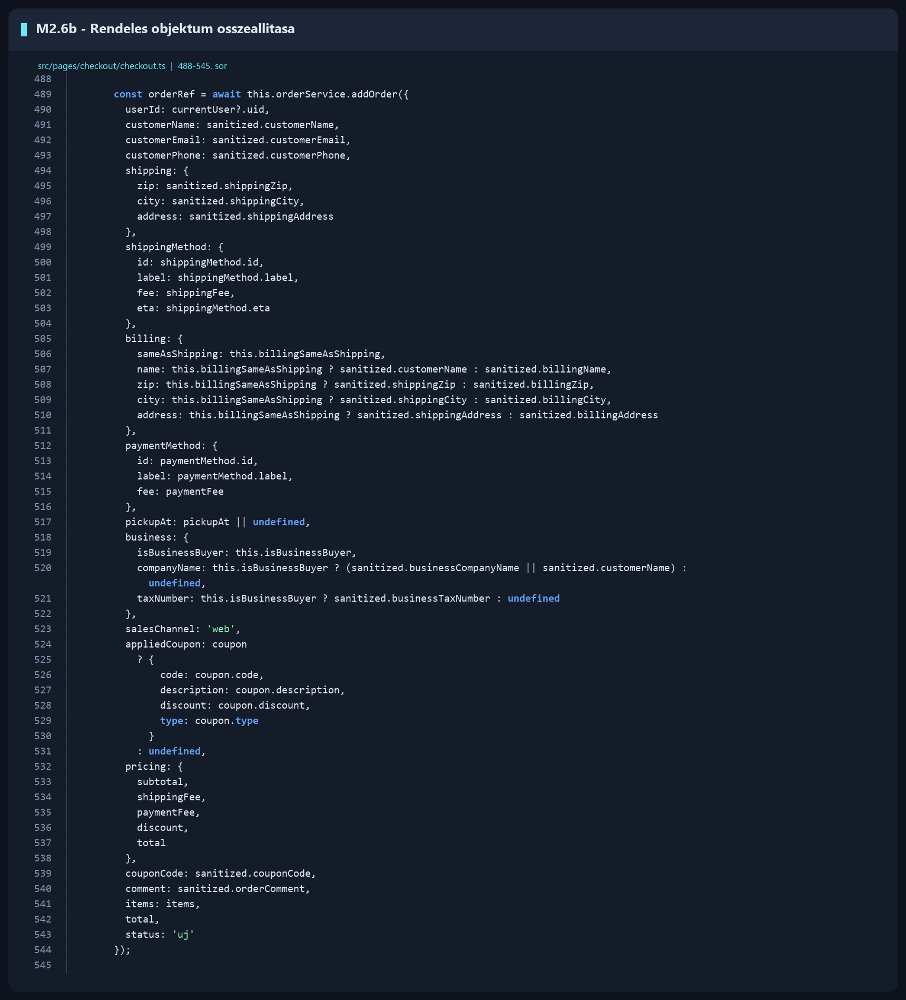 M2.6b - Rendeles objektum osszeallitasa
src/pages/checkout/checkout.ts | 488-545. sor
488
489 const orderRef = await this.orderService.addOrder({
490 userId: currentUser?.uid,
491 customerName: sanitized.customerName,
492 customerEmail: sanitized.customerEmail,
493 customerPhone: sanitized.customerPhone,
494 shipping: {
495 zip: sanitized.shippingZip,
496 city: sanitized.shippingCity,
497 address: sanitized.shippingAddress
498 },
499 shippingMethod: {
500 id: shippingMethod.id,
501 label: shippingMethod.label,
502 fee: shippingFee,
503 eta: shippingMethod.eta
504 },
505 billing: {
506 sameAsShipping: this.billingSameAsShipping,
507 name: this.billingSameAsShipping ? sanitized.customerName : sanitized.billingName,
508 zip: this.billingSameAsShipping ? sanitized.shippingZip : sanitized.billingZip,
509 city: this.billingSameAsShipping ? sanitized.shippingCity : sanitized.billingCity,
510 address: this.billingSameAsShipping ? sanitized.shippingAddress : sanitized.billingAddress
511 },
512 paymentMethod: {
513 id: paymentMethod.id,
514 label: paymentMethod.label,
515 fee: paymentFee
516 },
517 pickupAt: pickupAt || undefined,
518 business: {
519 isBusinessBuyer: this.isBusinessBuyer,
520 companyName: this.isBusinessBuyer ? (sanitized.businessCompanyName || sanitized.customerName) :
undefined,
521 taxNumber: this.isBusinessBuyer ? sanitized.businessTaxNumber : undefined
522 },
523 salesChannel: 'web',
524 appliedCoupon: coupon
525 ? {
526 code: coupon.code,
527 description: coupon.description,
528 discount: coupon.discount,
529 type: coupon.type
530 }
531 : undefined,
532 pricing: {
533 subtotal,
534 shippingFee,
535 paymentFee,
536 discount,
537 total
538 },
539 couponCode: sanitized.couponCode,
540 comment: sanitized.orderComment,
541 items: items,
542 total,
543 status: 'uj'
544 });
545